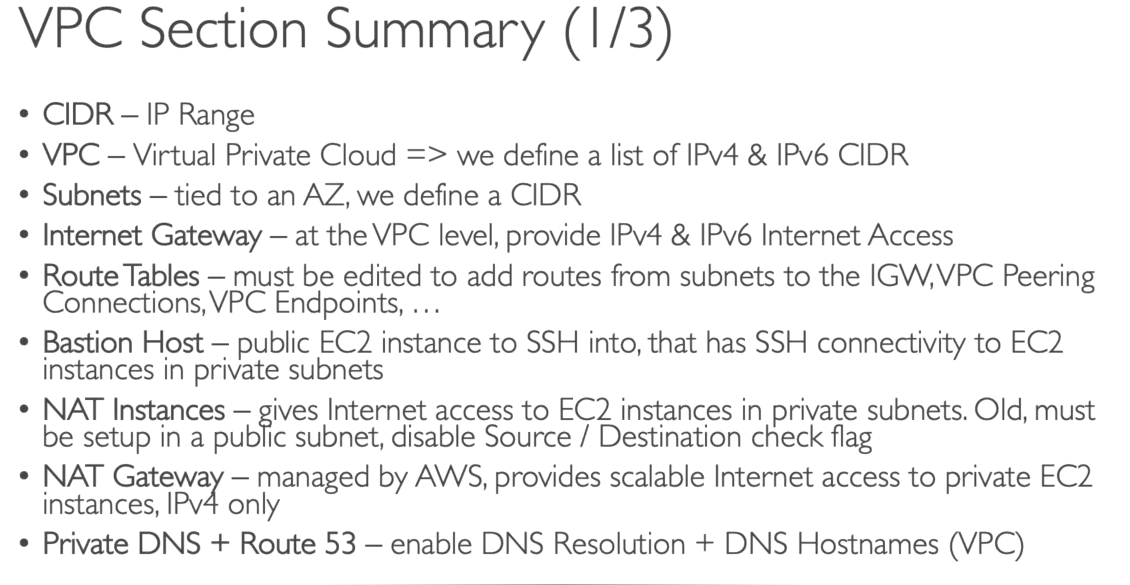 VPC Section Summary (1/3)
• CIDR – IP Range
• VPC – Virtual Private Cloud => we define a list of IPv4 & IPv6 CIDR
• Subnets – tied to an AZ, we define a CIDR
• Internet Gateway – at the VPC level, provide IPv4 & IPv6 Internet Access
• Route Tables – must be edited to add routes from subnets to the IGW, VPC Peering
Connections, VPC Endpoints, …
• Bastion Host – public EC2 instance to SSH into, that has SSH connectivity to EC2
instances in private subnets
• NAT Instances – gives Internet access to EC2 instances in private subnets. Old, must
be setup in a public subnet, disable Source / Destination check flag
• NAT Gateway – managed by AWS, provides scalable Internet access to private EC2
instances, IPv4 only
• Private DNS + Route 53 – enable DNS Resolution + DNS Hostnames (VPC)